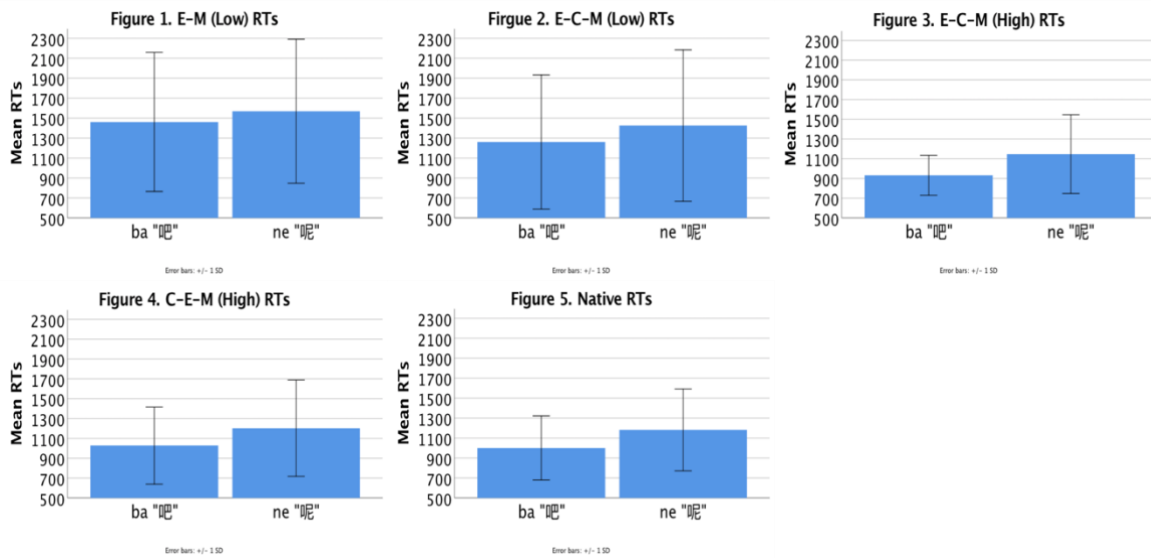 Figure 1. E-M (Low) RTs
Mean RTs
2300
2100
1900
1700
1500
1300
1100
900
700
500
ba "吧"
ne "呢"
Error bars: +/- 1 SD
Firgue 2. E-C-M (Low) RTs
Mean RTs
2300
2100
1900
1700
1500
1300
1100
900
700
500
ba "吧"
ne "呢"
Error bars: +/- 1 SD
Figure 3. E-C-M (High) RTs
Mean RTs
2300
2100
1900
1700
1500
1300
1100
900
700
500
ba "吧"
ne "呢"
Error bars: +/- 1 SD
Figure 4. C-E-M (High) RTs
Mean RTs
2300
2100
1900
1700
1500
1300
1100
900
700
500
ba "吧"
ne "呢"
Error bars: +/- 1 SD
Figure 5. Native RTs
Mean RTs
2300
2100
1900
1700
1500
1300
1100
900
700
500
ba "吧"
ne "呢"
Error bars: +/- 1 SD